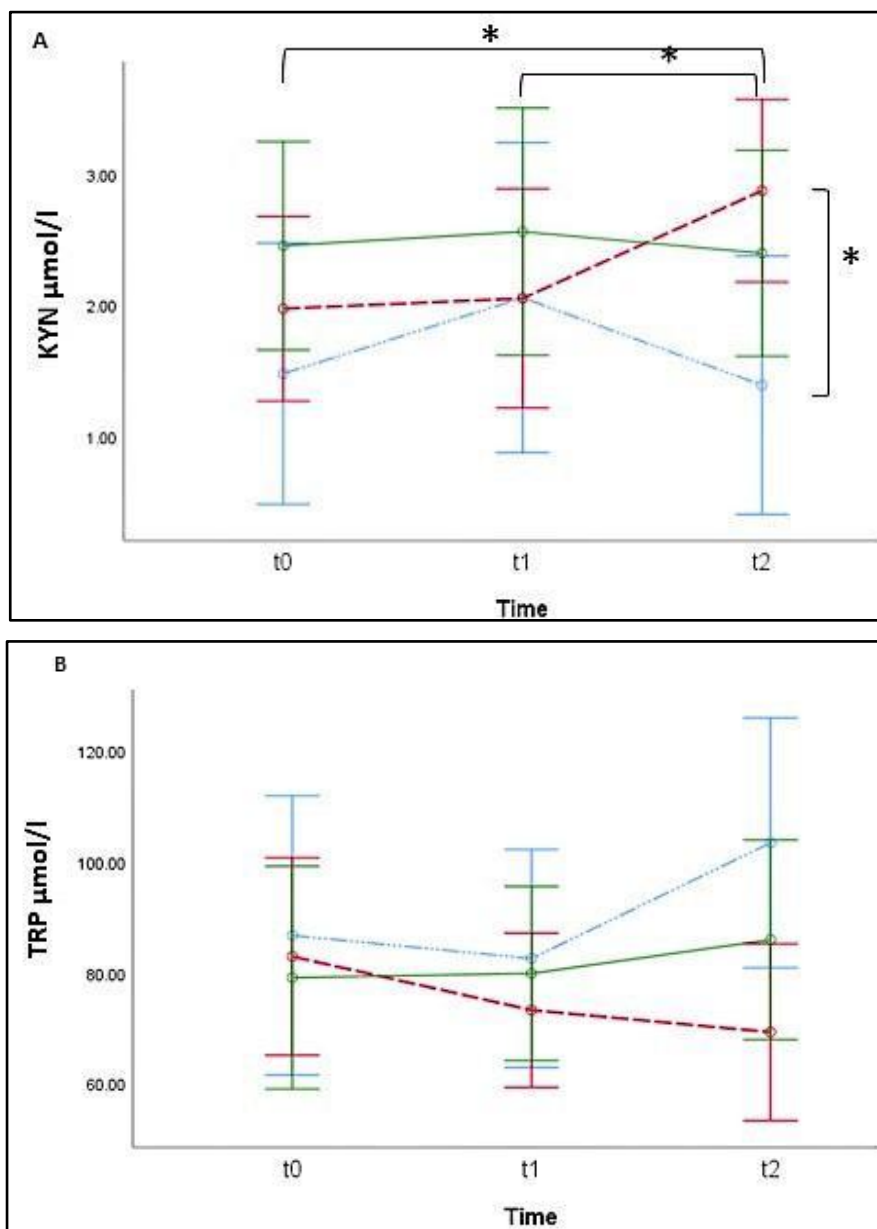 A
*
*
3.00
*
KYN μmol/l
2.00
1.00
t0 t1 t2
Time
B
120.00
100.00
TRP μmol/l
80.00
60.00
t0 t1 t2
Time